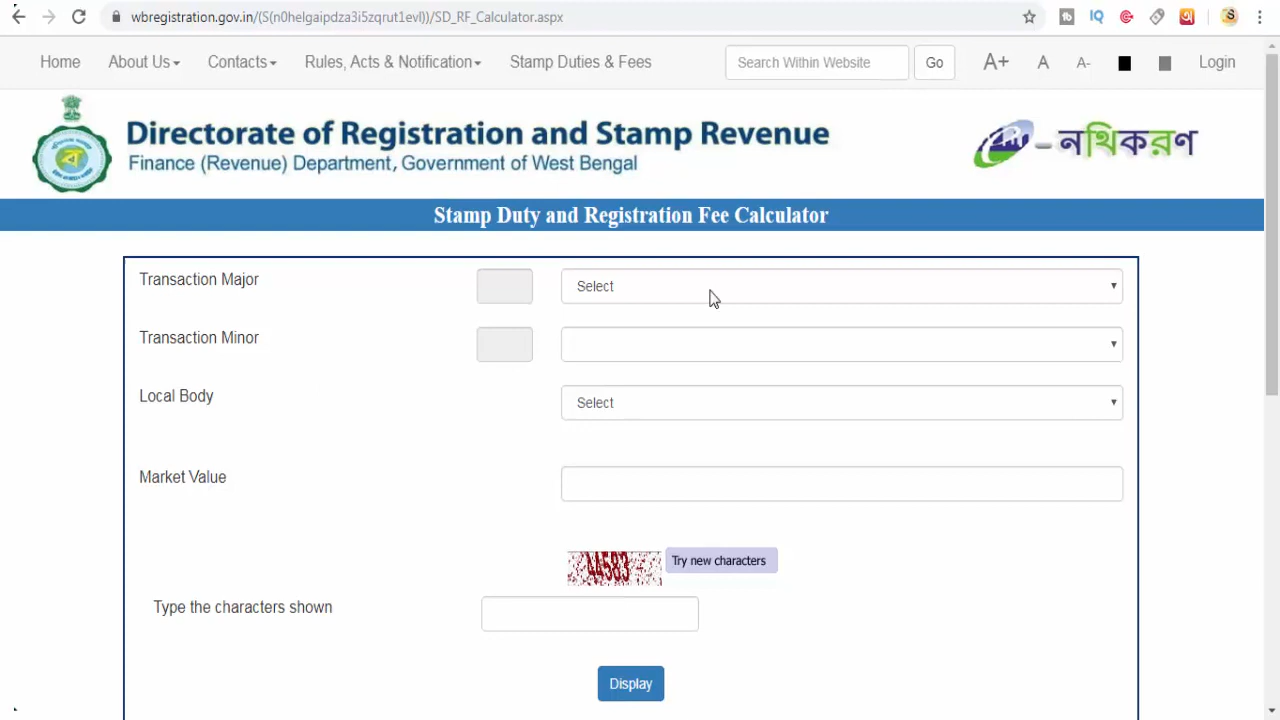 wbregistration.gov.in/(S(n0helgaipdza3i5zqrut1evl))/SD_RF_Calculator.aspx
Home About Us Contacts Rules, Acts & Notification Stamp Duties & Fees Search Within Website Go A+ A A- Login
Directorate of Registration and Stamp Revenue
Finance (Revenue) Department, Government of West Bengal
– নথিকরণ
Stamp Duty and Registration Fee Calculator
Transaction Major Select
Transaction Minor
Local Body Select
Market Value
44583 Try new characters
Type the characters shown
Display